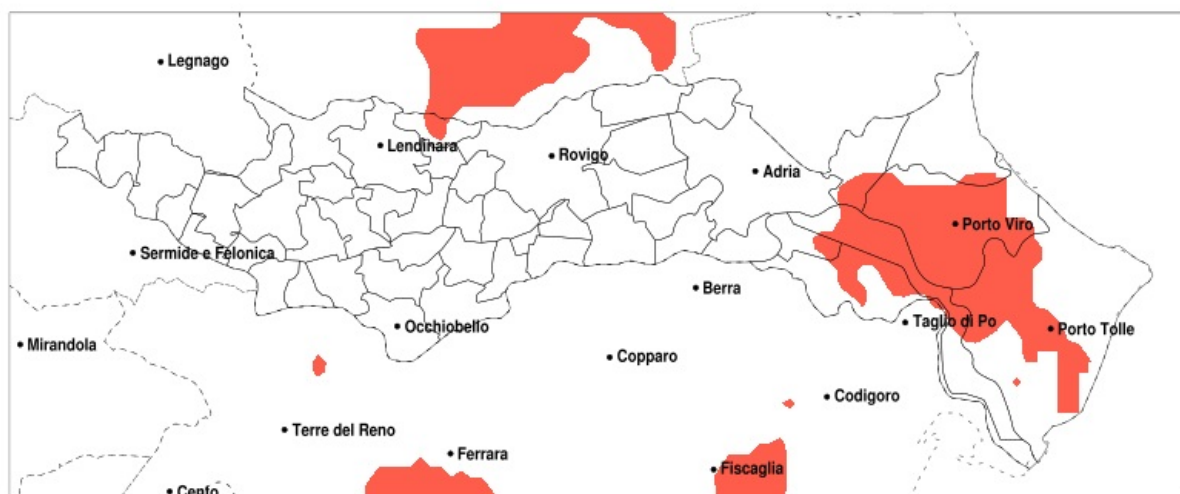 Legnago
Lendinara
Rovigo
Adria
Porto Viro
Sermide e Felonica
Berra
Occhiobello
Taglio di Po
Porto Tolle
Mirandola
Copparo
Codigoro
Terre del Reno
Ferrara
Fiscaglia
Cento